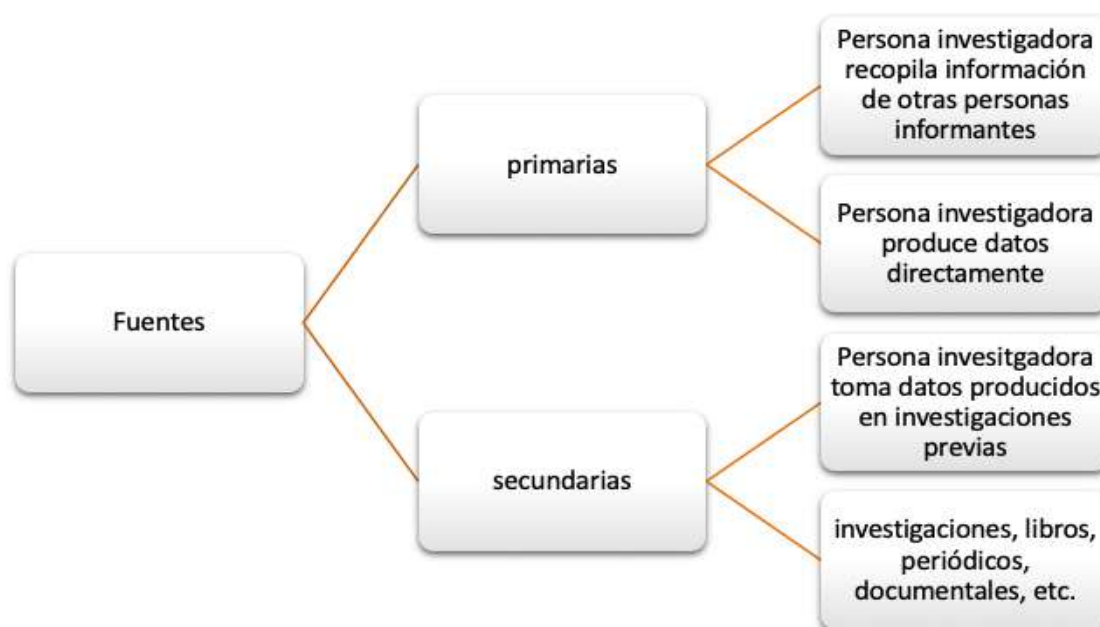 Fuentes
primarias
Persona investigadora
recopila información
de otras personas
informantes
Persona investigadora
produce datos
directamente
secundarias
Persona invesitgadora
toma datos producidos
en investigaciones
previas
investigaciones, libros,
periódicos,
documentales, etc.